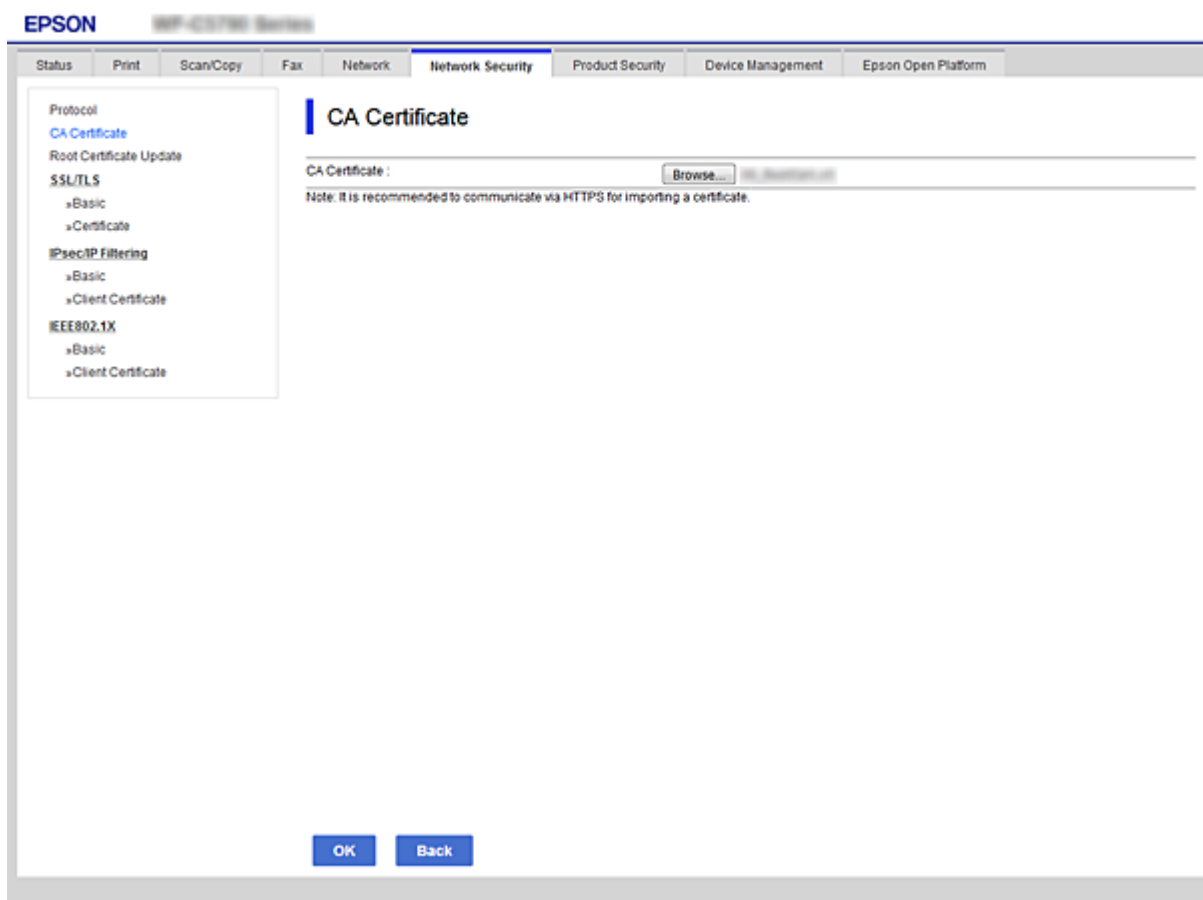 EPSON
Status Print Scan/Copy Fax Network Network Security Product Security Device Management Epson Open Platform
Protocol
CA Certificate
Root Certificate Update
SSL/TLS
»Basic
»Certificate
IPsec/IP Filtering
»Basic
»Client Certificate
IEEE802.1X
»Basic
»Client Certificate
CA Certificate
CA Certificate : Browse...
Note: It is recommended to communicate via HTTPS for importing a certificate.
OK Back